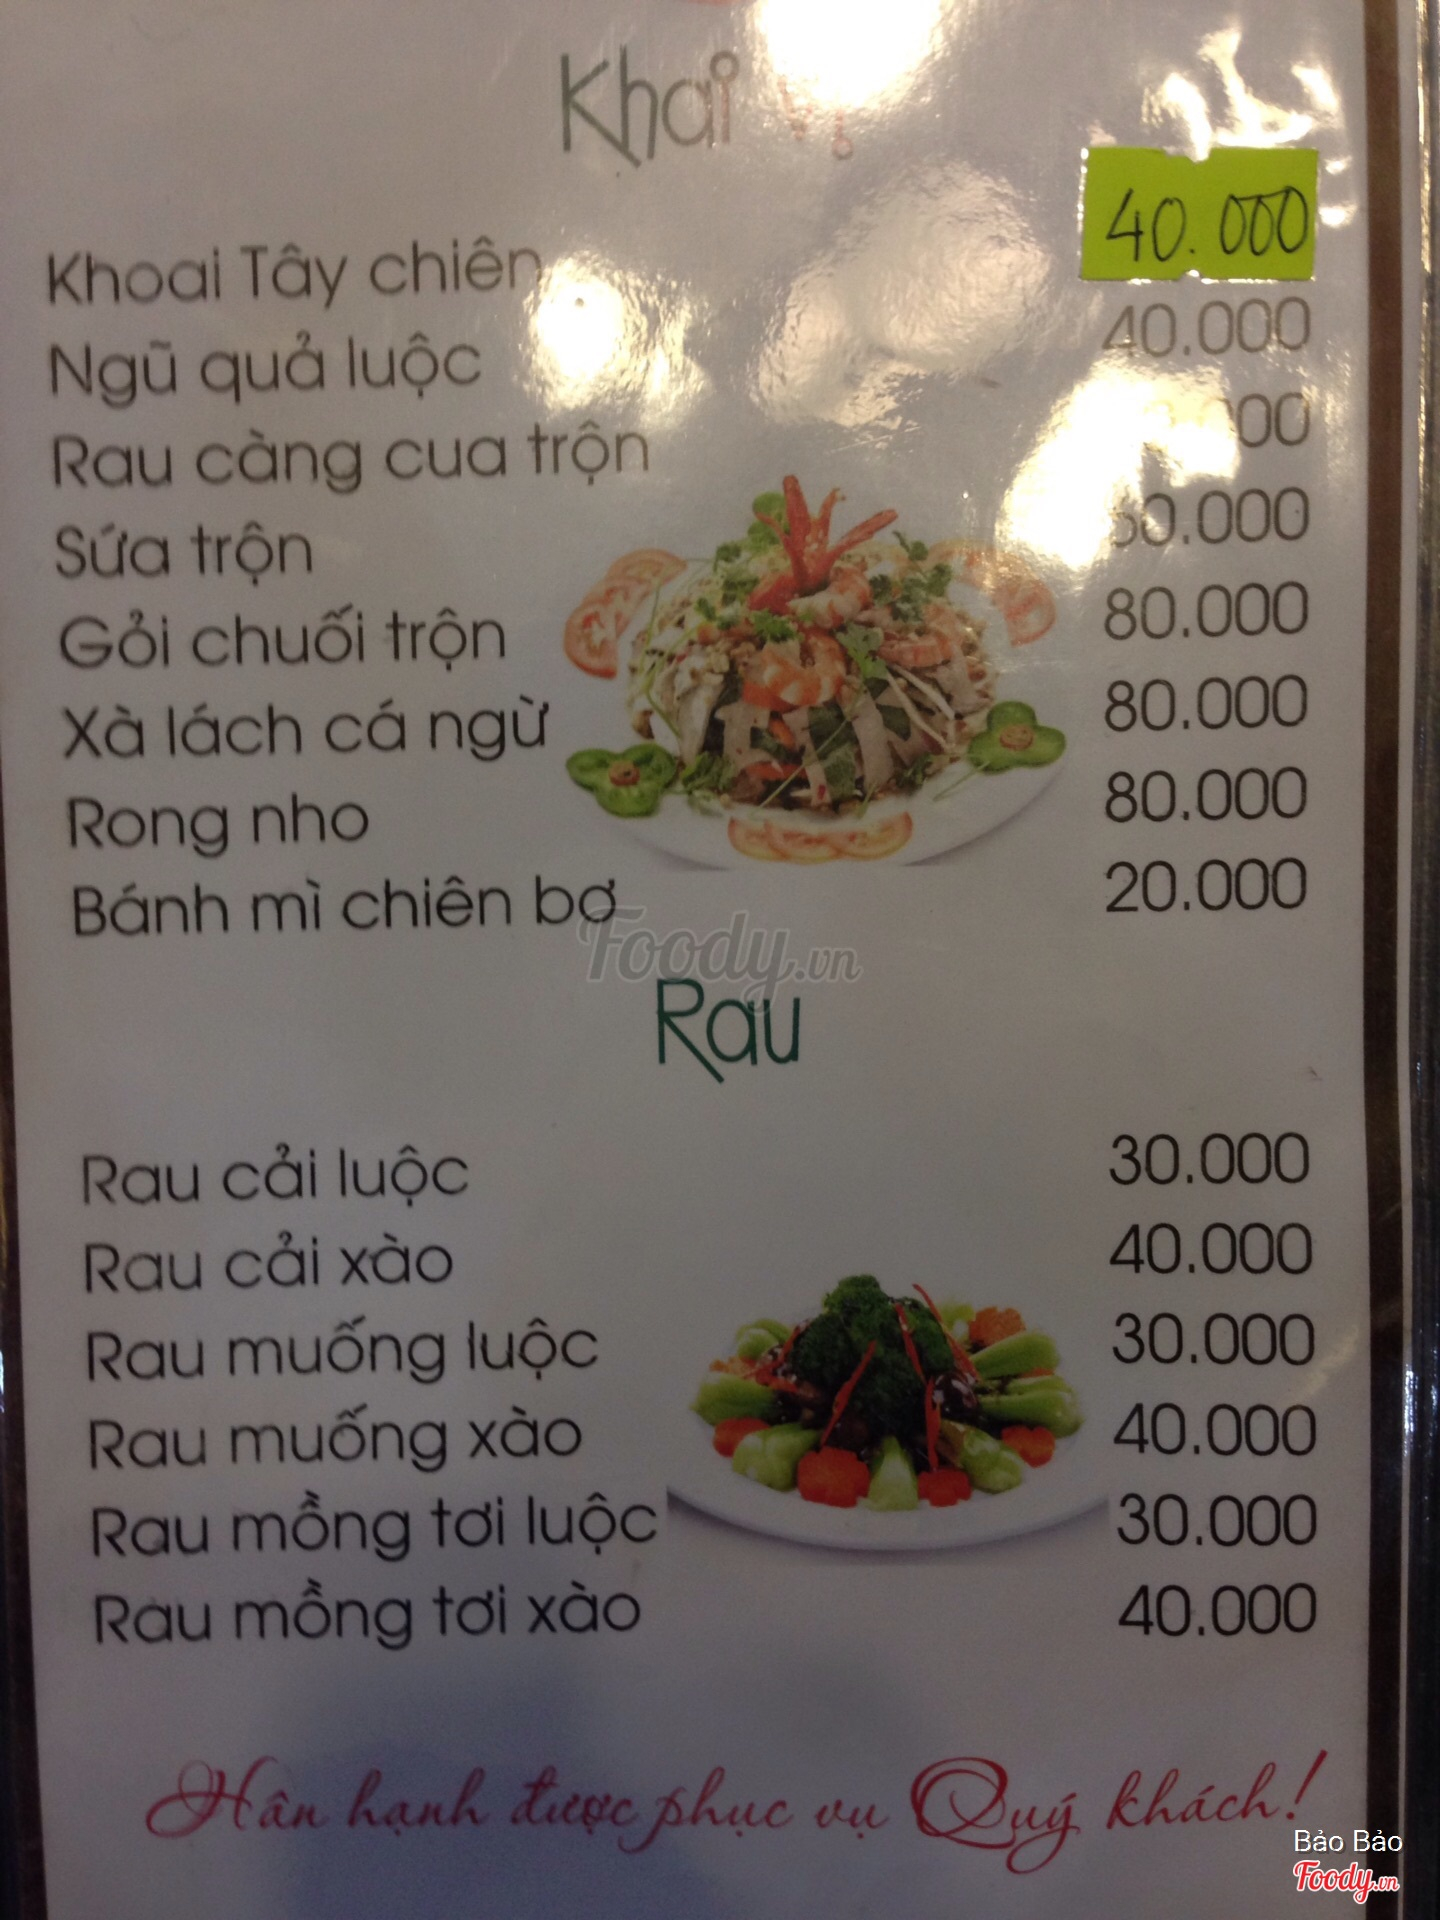 Khai Vị
Khoai Tây chiên 40.000
Ngũ quả luộc 40.000
Rau càng cua trộn
Sứa trộn
Gỏi chuối trộn 80.000
Xà lách cá ngừ 80.000
Rong nho 80.000
Bánh mì chiên bơ 20.000
Foody.vn
Rau
Rau cải luộc 30.000
Rau cải xào 40.000
Rau muống luộc 30.000
Rau muống xào 40.000
Rau mồng tơi luộc 30.000
Rau mồng tơi xào 40.000
Hân hạnh được phục vụ Quý khách!
Bảo Bảo
Foody.vn